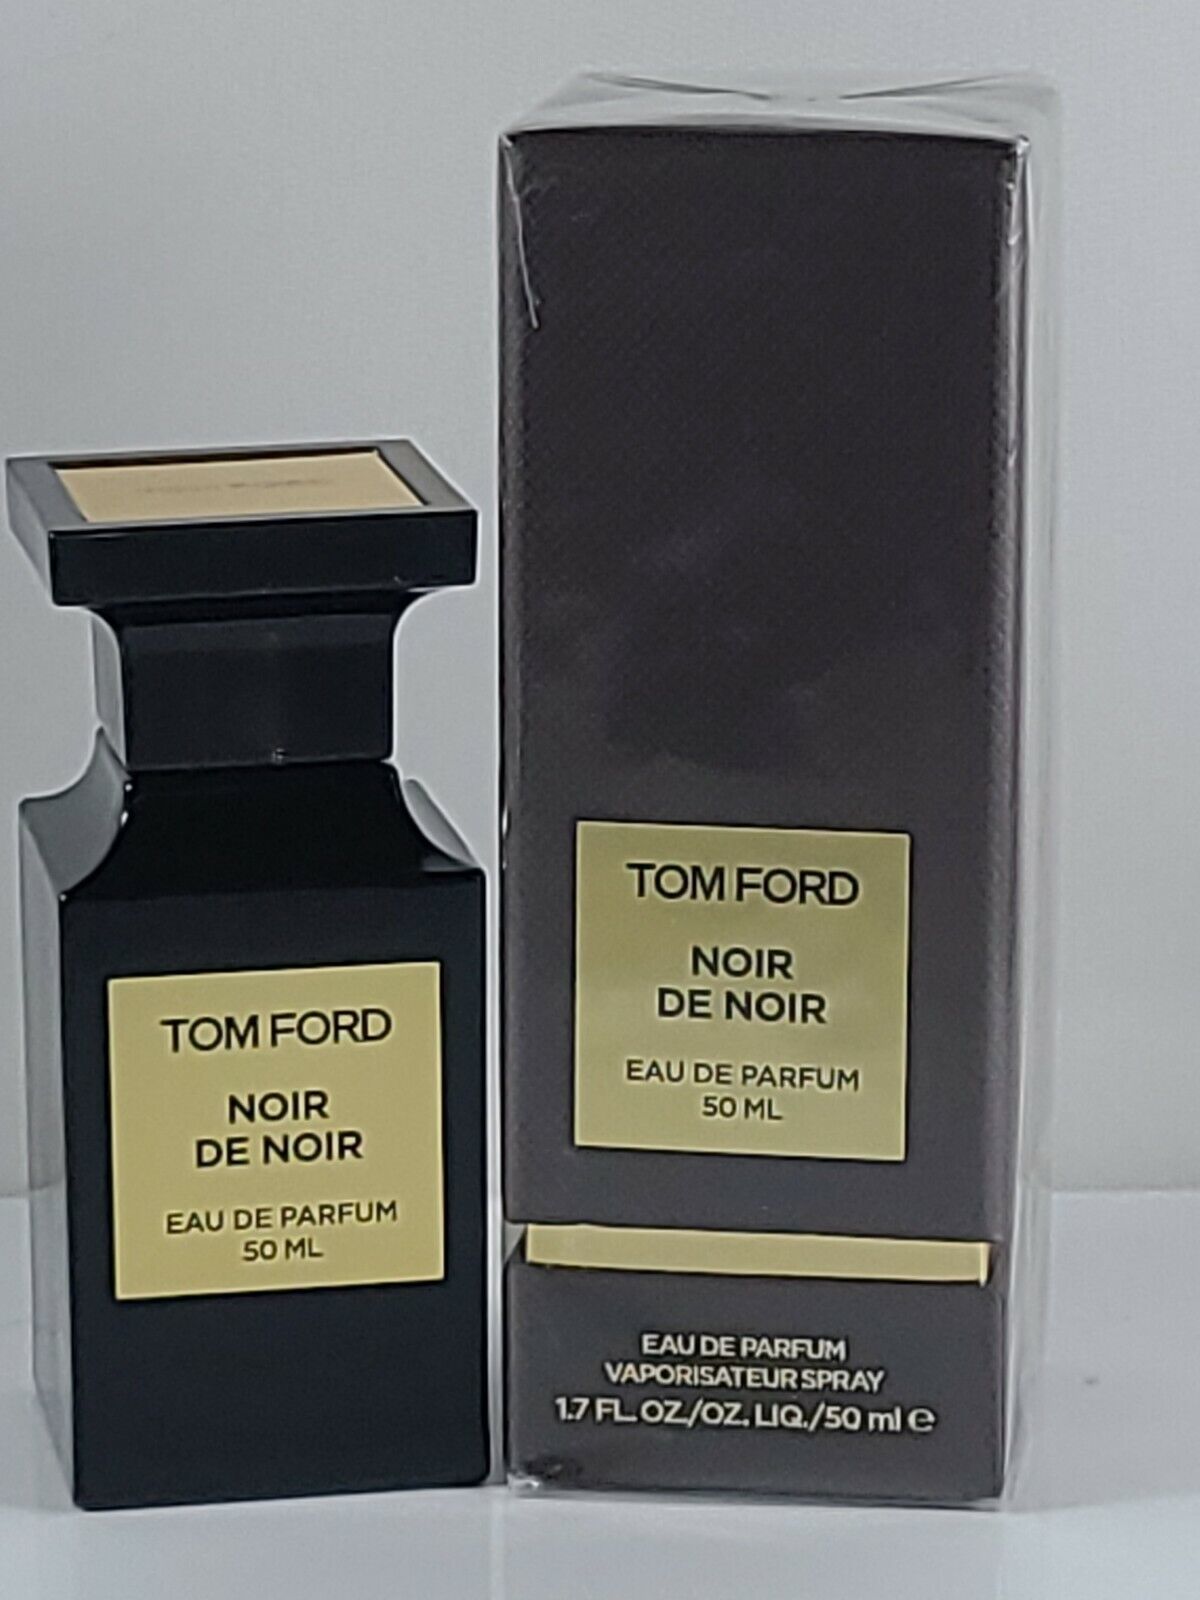 TOM FORD
NOIR
DE NOIR
EAU DE PARFUM
50 ML
TOM FORD
NOIR
DE NOIR
EAU DE PARFUM
50 ML
EAU DE PARFUM
VAPORISATEUR SPRAY
1.7 FL. OZ./OZ. LIQ./50 ml ℮